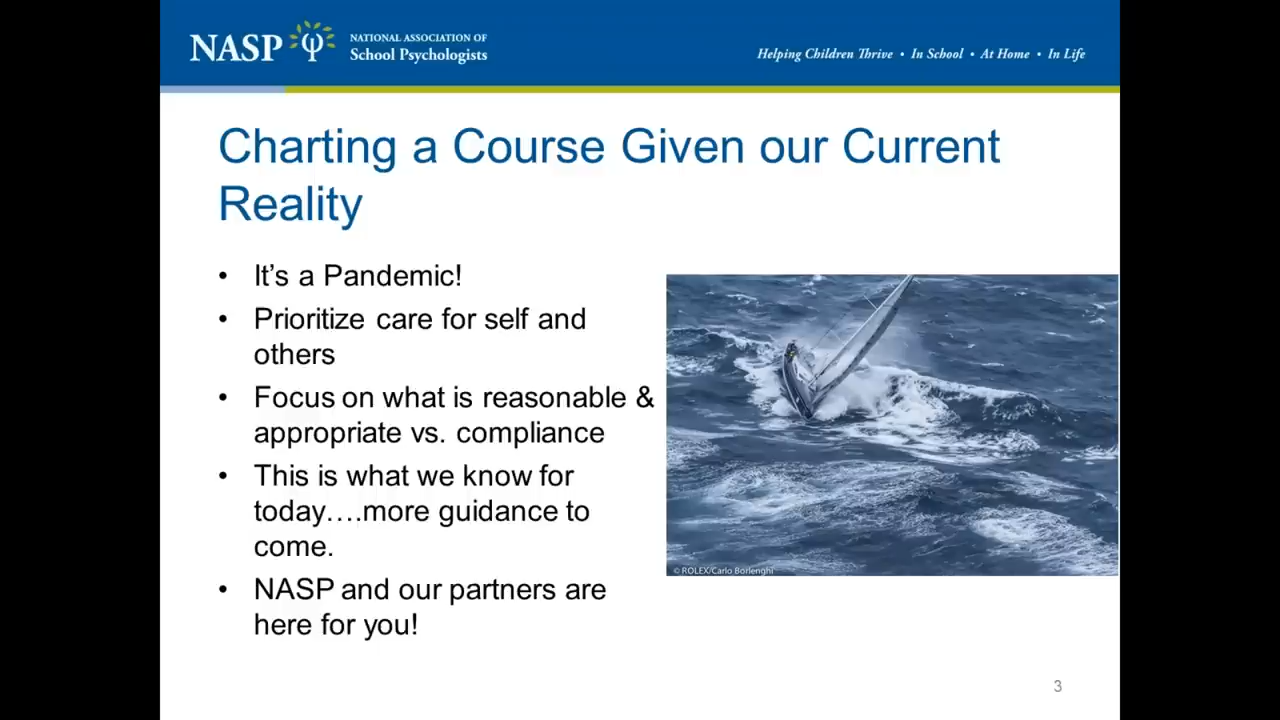 NASP
NATIONAL ASSOCIATION OF
School Psychologists
Helping Children Thrive • In School • At Home • In Life
Charting a Course Given our Current
Reality
• It’s a Pandemic!
• Prioritize care for self and
others
• Focus on what is reasonable &
appropriate vs. compliance
• This is what we know for
today….more guidance to
come.
• NASP and our partners are
here for you!
© ROLEX/Carlo Borlenghi
3